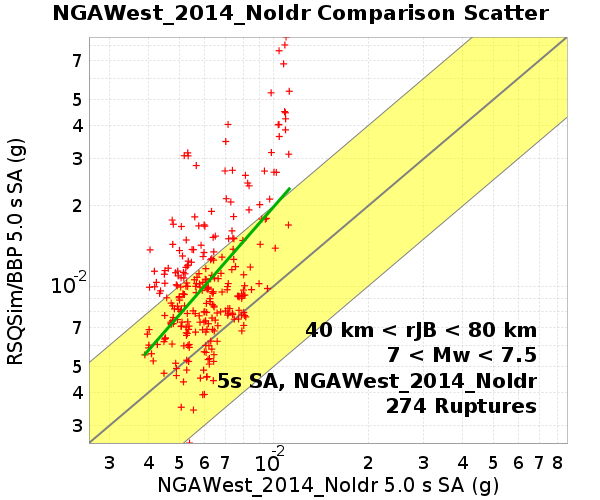 NGAWest_2014_NoIdr Comparison Scatter
RSQSim/BBP 5.0 s SA (g)
7
5
4
3
2
10^-2
7
5
4
3
40 km < rJB < 80 km
7 < Mw < 7.5
5s SA, NGAWest_2014_NoIdr
274 Ruptures
3 4 5 6 7 10^-2 2 3 4 5 6 7 8
NGAWest_2014_NoIdr 5.0 s SA (g)